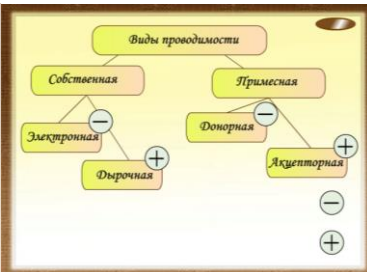 Виды проводимости
Собственная
Примесная
Электронная
−
Донорная
−
Дырочная
+
Акцепторная
+
−
+